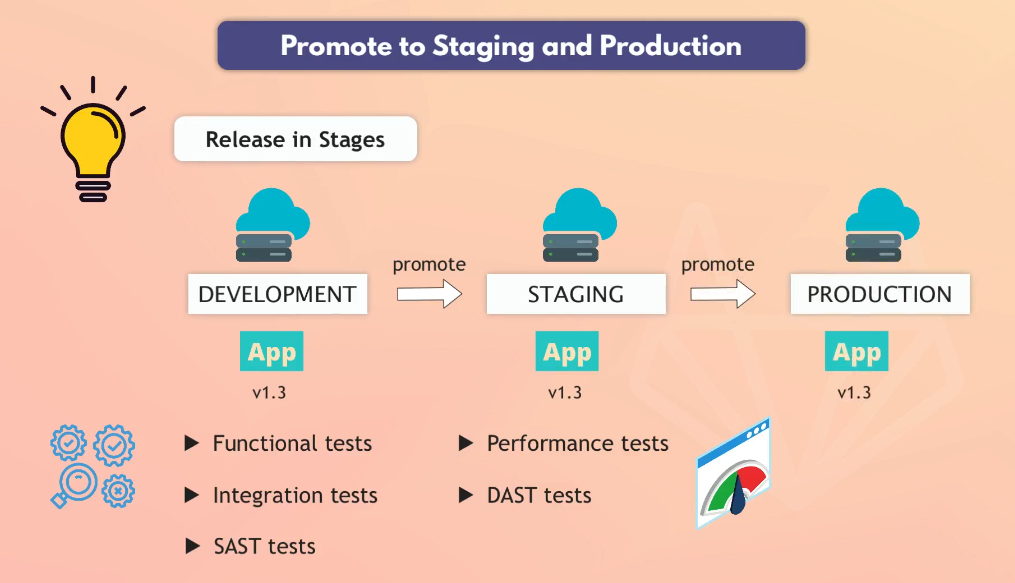 Promote to Staging and Production
Release in Stages
promote
promote
DEVELOPMENT
STAGING
PRODUCTION
App
App
App
v1.3
v1.3
v1.3
► Functional tests
► Performance tests
► Integration tests
► DAST tests
► SAST tests